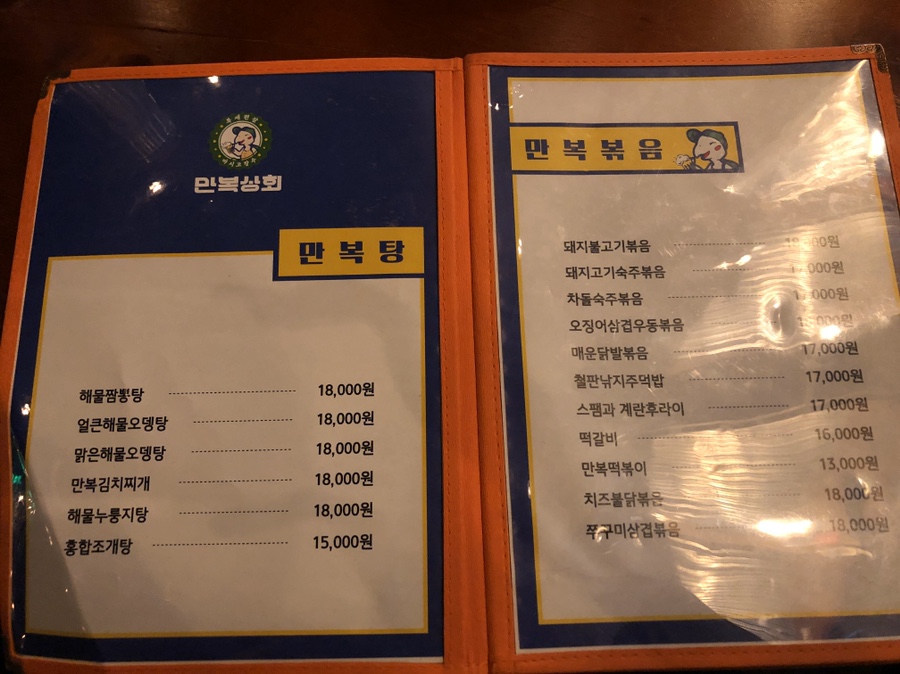 만복상회
만복탕
해물짬뽕탕 18,000원
얼큰해물오뎅탕 18,000원
맑은해물오뎅탕 18,000원
만복김치찌개 18,000원
해물누룽지탕 18,000원
홍합조개탕 15,000원
만복볶음
돼지불고기볶음
돼지고기숙주볶음
차돌숙주볶음
오징어삼겹우동볶음
매운닭발볶음 17,000원
철판낚지주먹밥 17,000원
스팸과 계란후라이 17,000원
떡갈비 16,000원
만복떡볶이 13,000원
치즈불닭볶음 18,000원
쭈꾸미삼겹볶음 18,000원